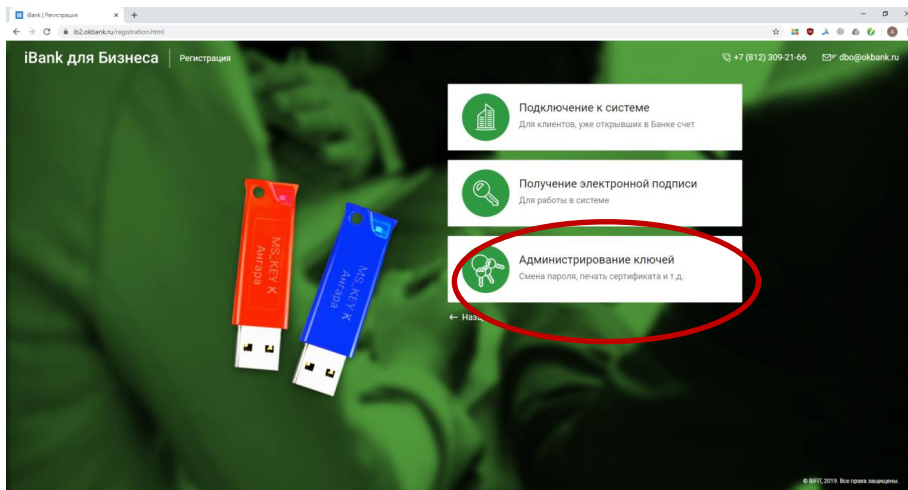 iBank | Регистрация
ib2.okbank.ru/registration.html
iBank для Бизнеса | Регистрация
+7 (812) 309-21-66 dbo@okbank.ru
Подключение к системе
Для клиентов, уже открывших в Банке счет
Получение электронной подписи
Для работы в системе
Администрирование ключей
Смена пароля, печать сертификата и т.д.
← Назад
MS_KEY K
Ангара
MS_KEY K
Ангара
© BIFIT, 2019. Все права защищены.